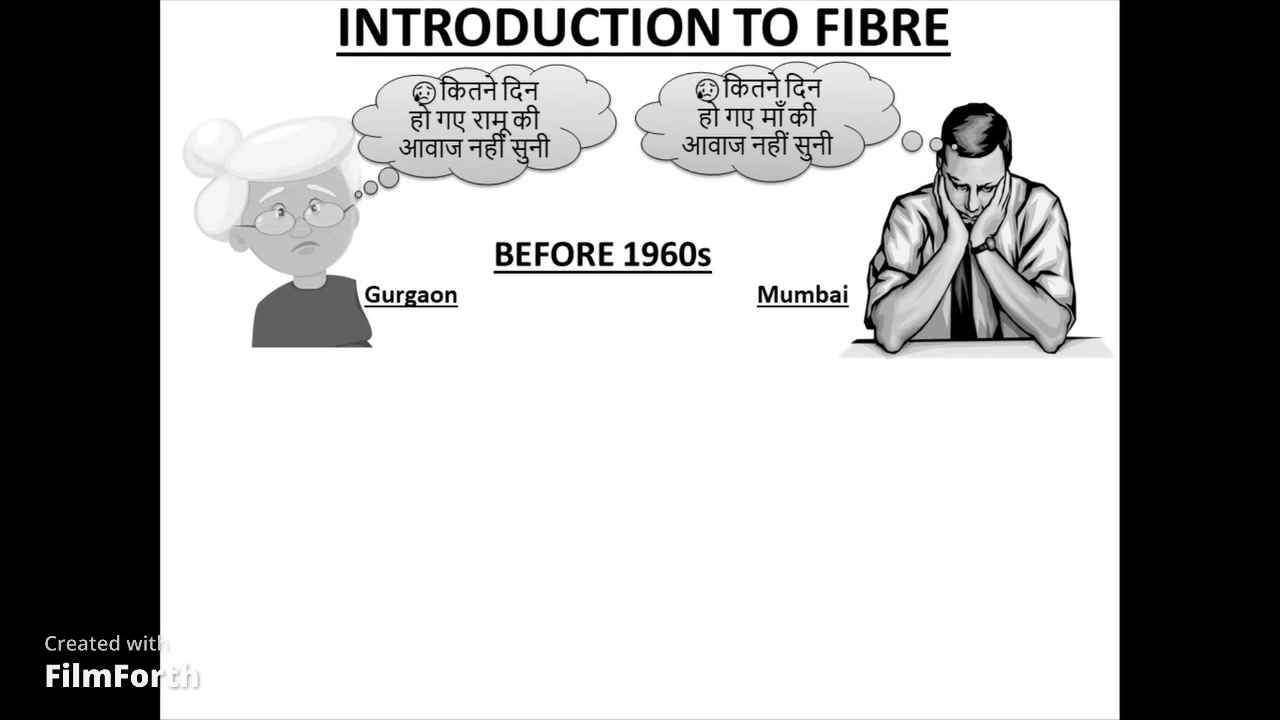 INTRODUCTION TO FIBRE
😥कितने दिन
हो गए रामू की
आवाज नहीं सुनी
😥कितने दिन
हो गए माँ की
आवाज नहीं सुनी
BEFORE 1960s
Gurgaon
Mumbai
Created with
FilmForth